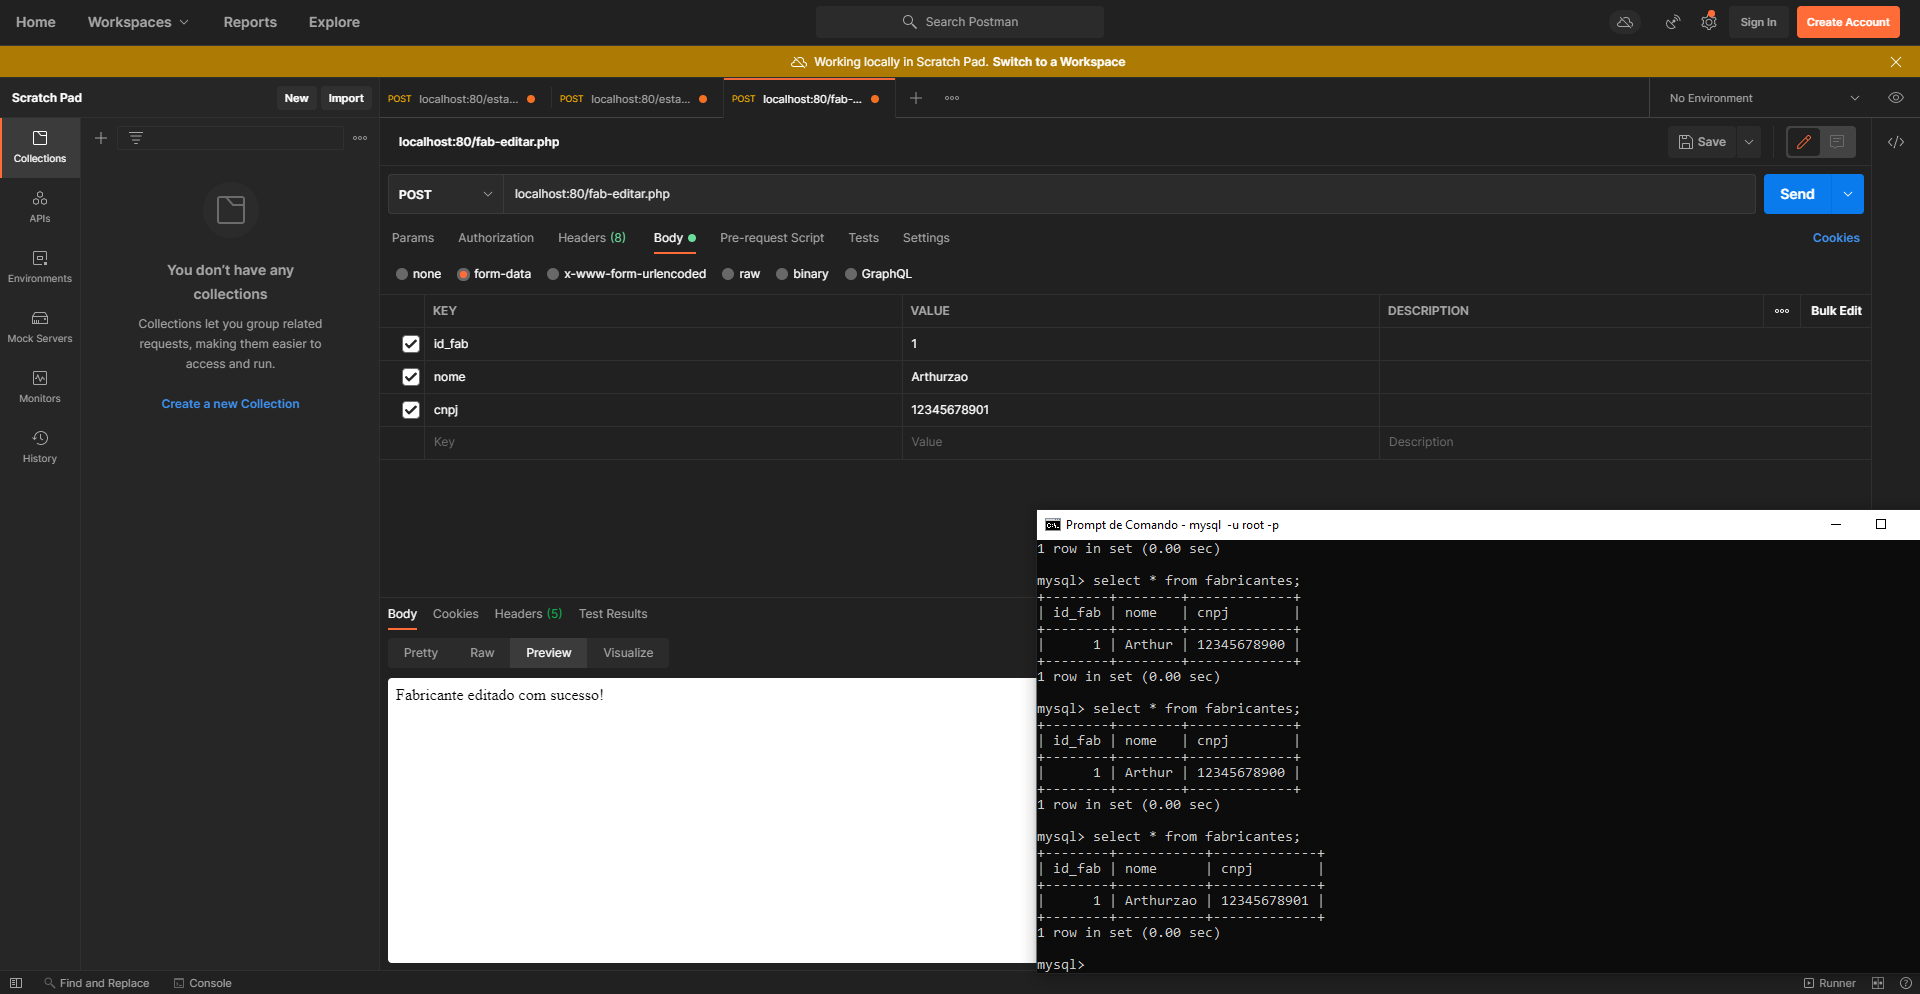 Home Workspaces Reports Explore Search Postman Sign In Create Account
Working locally in Scratch Pad. Switch to a Workspace
Scratch Pad New Import
POST localhost:80/esta... POST localhost:80/esta... POST localhost:80/fab-... No Environment
Collections
APIs
Environments
Mock Servers
Monitors
History
You don't have any
collections
Collections let you group related
requests, making them easier to
access and run.
Create a new Collection
localhost:80/fab-editar.php Save
POST localhost:80/fab-editar.php Send
Params Authorization Headers (8) Body Pre-request Script Tests Settings Cookies
none form-data x-www-form-urlencoded raw binary GraphQL
KEY VALUE DESCRIPTION Bulk Edit
id_fab 1
nome Arthurzao
cnpj 12345678901
Key Value Description
Body Cookies Headers (5) Test Results
Pretty Raw Preview Visualize
Fabricante editado com sucesso!
Prompt de Comando - mysql -u root -p
1 row in set (0.00 sec)
mysql> select * from fabricantes;
+--------+--------+-------------+
| id_fab | nome   | cnpj        |
+--------+--------+-------------+
|      1 | Arthur | 12345678900 |
+--------+--------+-------------+
1 row in set (0.00 sec)
mysql> select * from fabricantes;
+--------+--------+-------------+
| id_fab | nome   | cnpj        |
+--------+--------+-------------+
|      1 | Arthur | 12345678900 |
+--------+--------+-------------+
1 row in set (0.00 sec)
mysql> select * from fabricantes;
+--------+-----------+-------------+
| id_fab | nome      | cnpj        |
+--------+-----------+-------------+
|      1 | Arthurzao | 12345678901 |
+--------+-----------+-------------+
1 row in set (0.00 sec)
mysql>
Find and Replace Console Runner